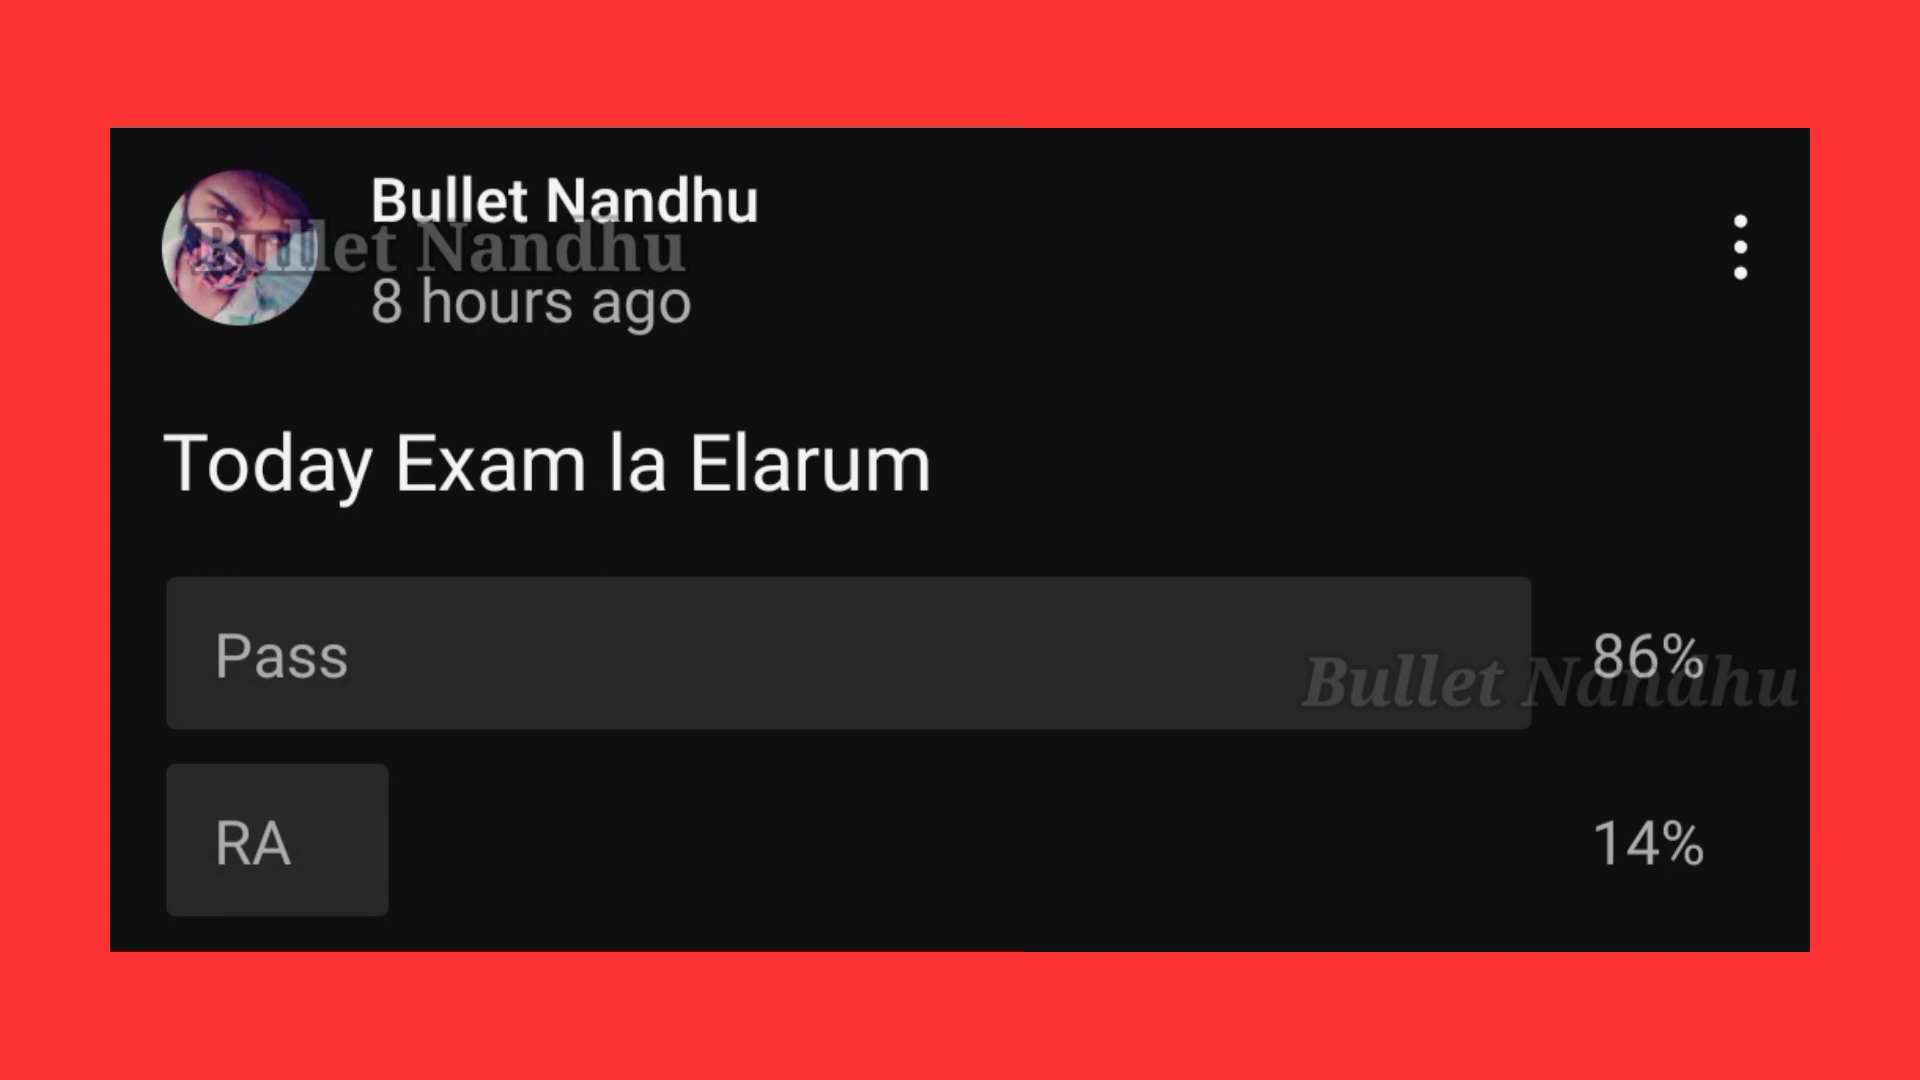 Bullet Nandhu
Bullet Nandhu
8 hours ago
Today Exam la Elarum
Pass 86%
Bullet Nandhu
RA 14%